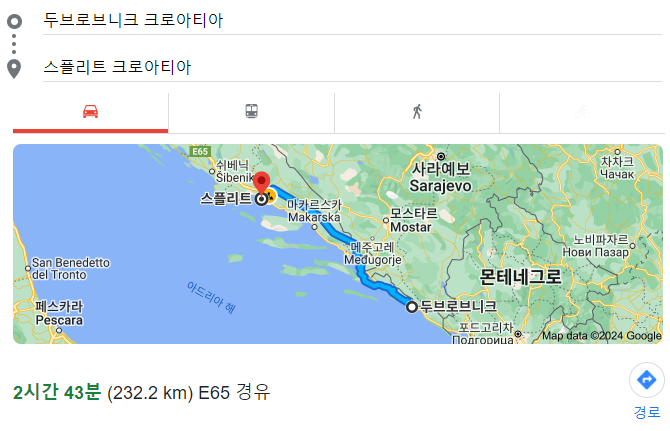 두브로브니크 크로아티아
스플리트 크로아티아
E65
쉬베닉
Šibenik
스플리트
사라예보
Sarajevo
차차크
Чачак
마카르스카
Makarska
모스타르
Mostar
노비파자르
Нови Пазар
메주고레
Međugorje
San Benedetto
del Tronto
몬테네그로
아드리아 해
페스카라
Pescara
두브로브니크
포드고리차
Подгорица
Map data ©2024 Google
2시간 43분 (232.2 km) E65 경유
경로